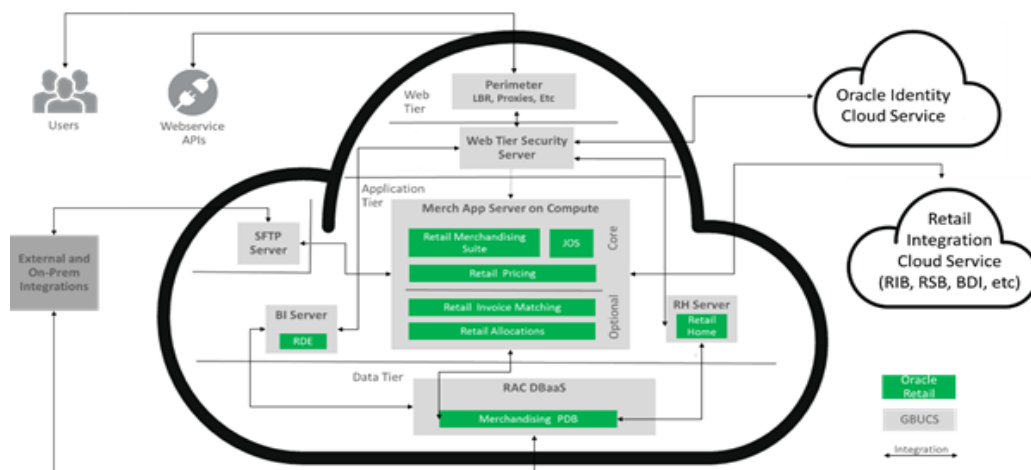 Users
Webservice
APIs
Perimeter
LBR, Proxies, Etc
Web
Tier
Web Tier Security
Server
Oracle Identity
Cloud Service
Application
Tier
Merch App Server on Compute
Retail Merchandising
Suite
JOS
Core
Retail Pricing
SFTP
Server
External and
On-Prem
Integrations
Retail
Integration
Cloud Service
(RIB, RSB, BDI, etc)
Retail Invoice Matching
Retail Allocations
Optional
BI Server
RDE
RH Server
Retail
Home
Data Tier
RAC DBaaS
Merchandising PDB
Oracle
Retail
GBUCS
Integration